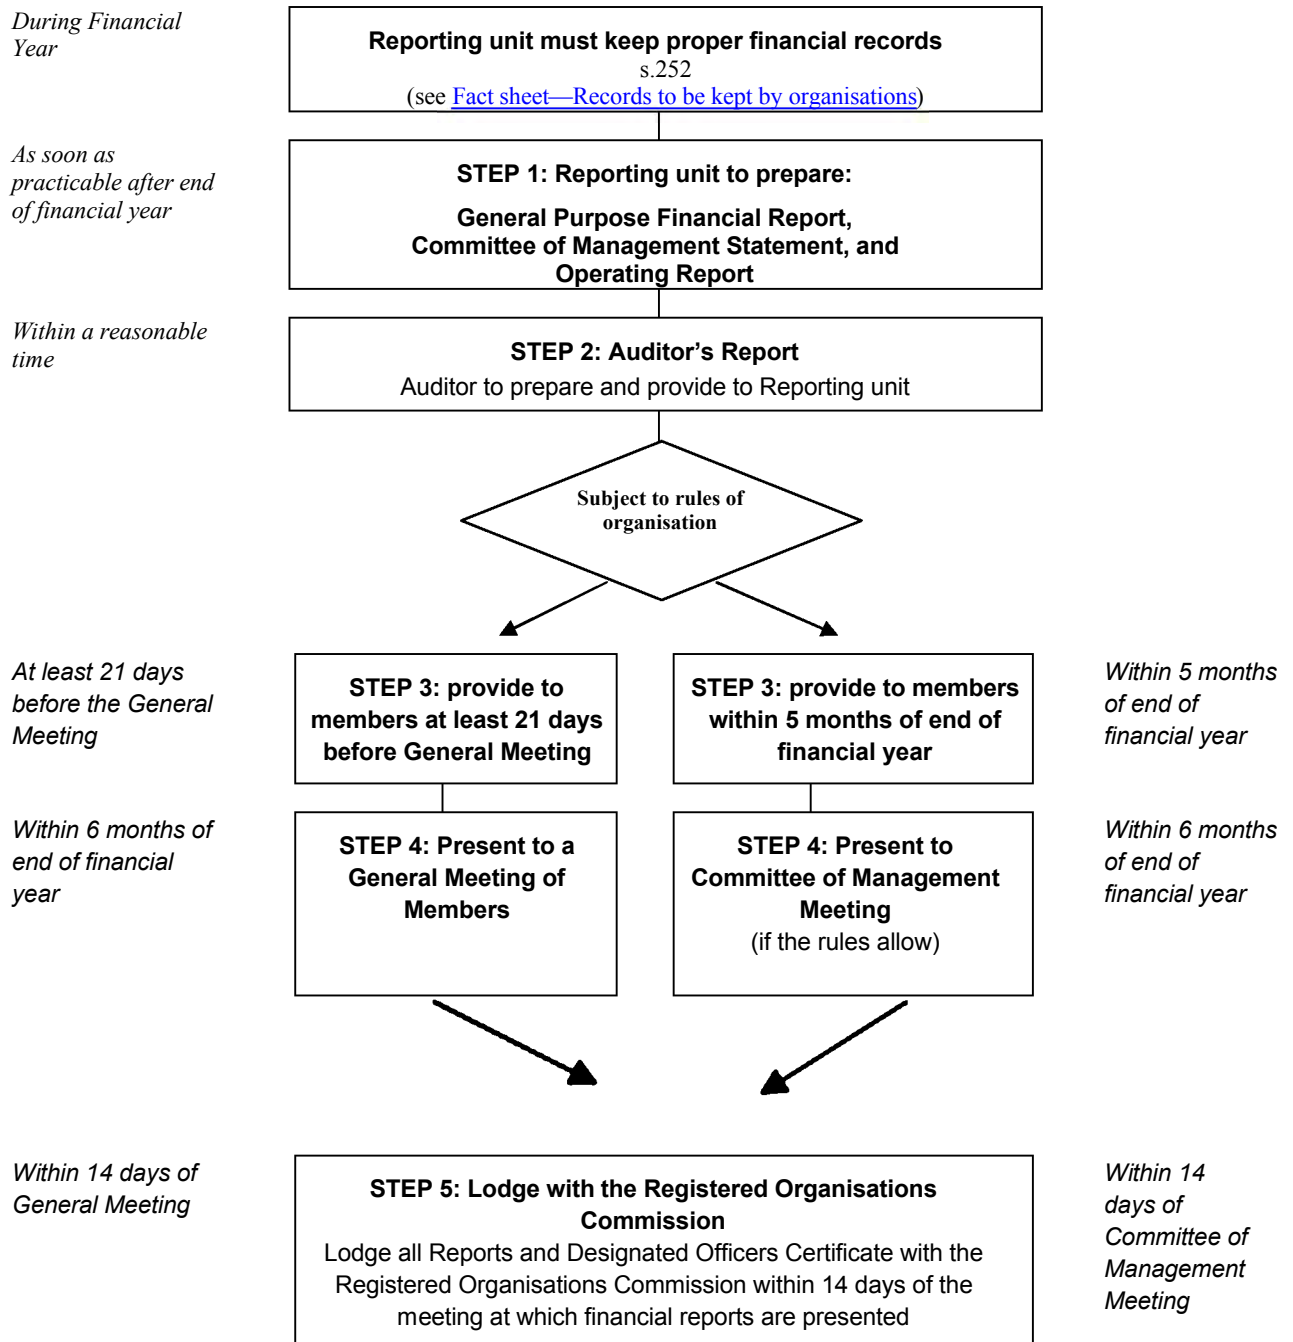 During Financial
Year
Reporting unit must keep proper financial records
s.252
(see Fact sheet—Records to be kept by organisations)
As soon as
practicable after end
of financial year
STEP 1: Reporting unit to prepare:
General Purpose Financial Report,
Committee of Management Statement, and
Operating Report
Within a reasonable
time
STEP 2: Auditor’s Report
Auditor to prepare and provide to Reporting unit
Subject to rules of
organisation
At least 21 days
before the General
Meeting
STEP 3: provide to
members at least 21 days
before General Meeting
STEP 3: provide to members
within 5 months of end of
financial year
Within 5 months
of end of
financial year
Within 6 months of
end of financial
year
STEP 4: Present to a
General Meeting of
Members
STEP 4: Present to
Committee of Management
Meeting
(if the rules allow)
Within 6 months
of end of
financial year
Within 14 days of
General Meeting
STEP 5: Lodge with the Registered Organisations
Commission
Lodge all Reports and Designated Officers Certificate with the
Registered Organisations Commission within 14 days of the
meeting at which financial reports are presented
Within 14
days of
Committee of
Management
Meeting